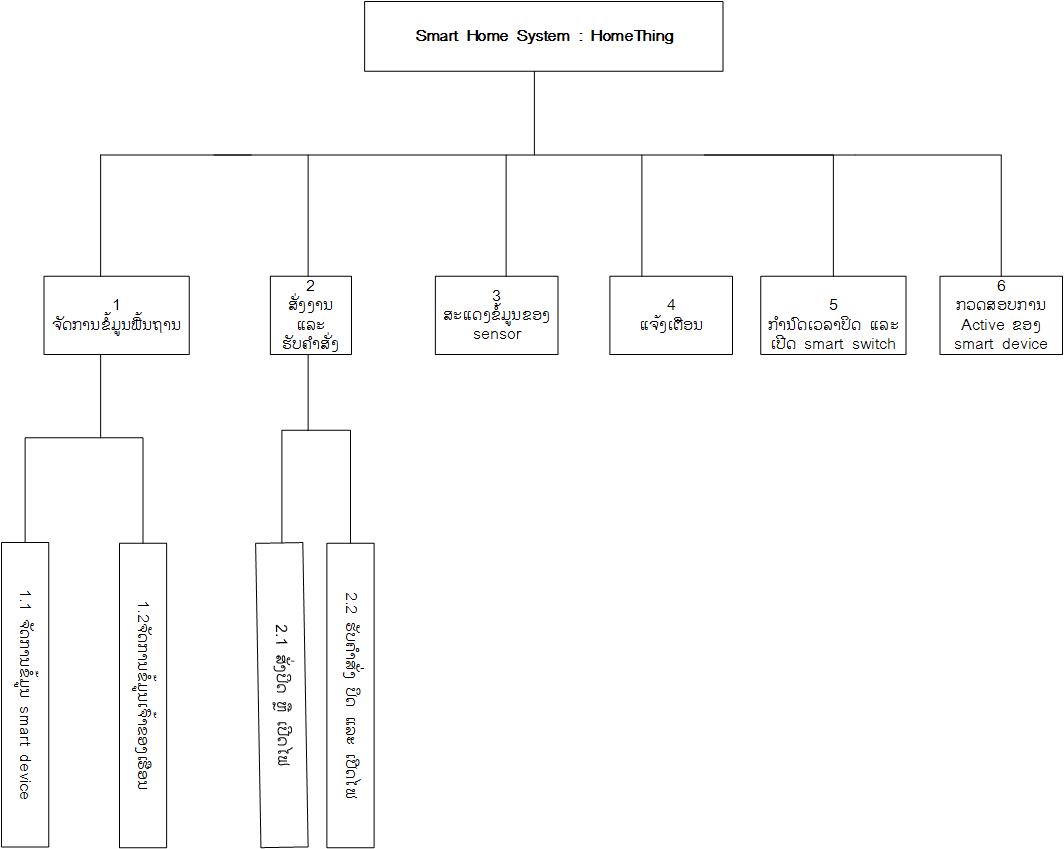 Smart Home System : HomeThing
1
ຈັດການຂໍ້ມູນພື້ນຖານ
2
ສັ່ງງານ
ແລະ
ຮັບຄຳສັ່ງ
3
ສະແດງຂໍ້ມູນຂອງ
sensor
4
ແຈ້ງເຕືອນ
5
ກຳນົດເວລາປິດ ແລະ
ເປີດ smart switch
6
ກວດສອບການ
Active ຂອງ
smart device
1.1 ຈັດການຂໍ້ມູນ smart device
1.2ຈັດການຂໍ້ມູນເຈົ້າຂອງເຮືອນ
2.1 ສັ່ງປິດ ຫຼື ເປີດໄຟ
2.2 ຮັບຄຳສັ່ງ ປິດ ແລະ ເປີດໄຟ